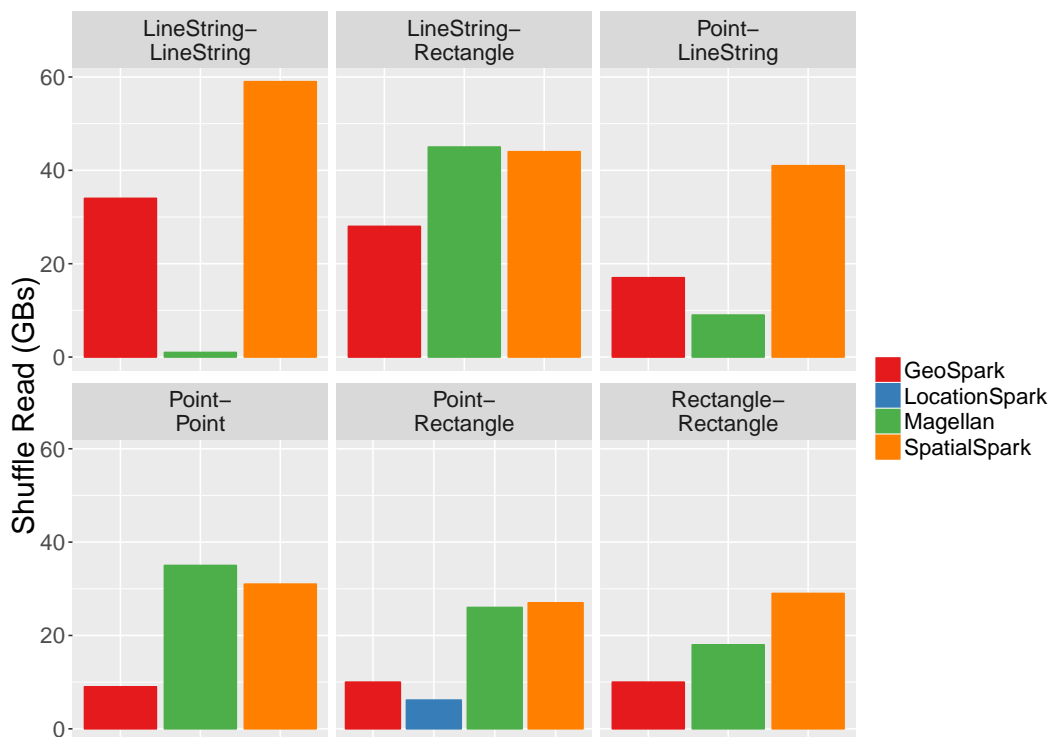 LineString−
LineString
LineString−
Rectangle
Point−
LineString
60
40
20
0
Point−
Point
Point−
Rectangle
Rectangle−
Rectangle
60
40
20
0
Shuffle Read (GBs)
GeoSpark
LocationSpark
Magellan
SpatialSpark